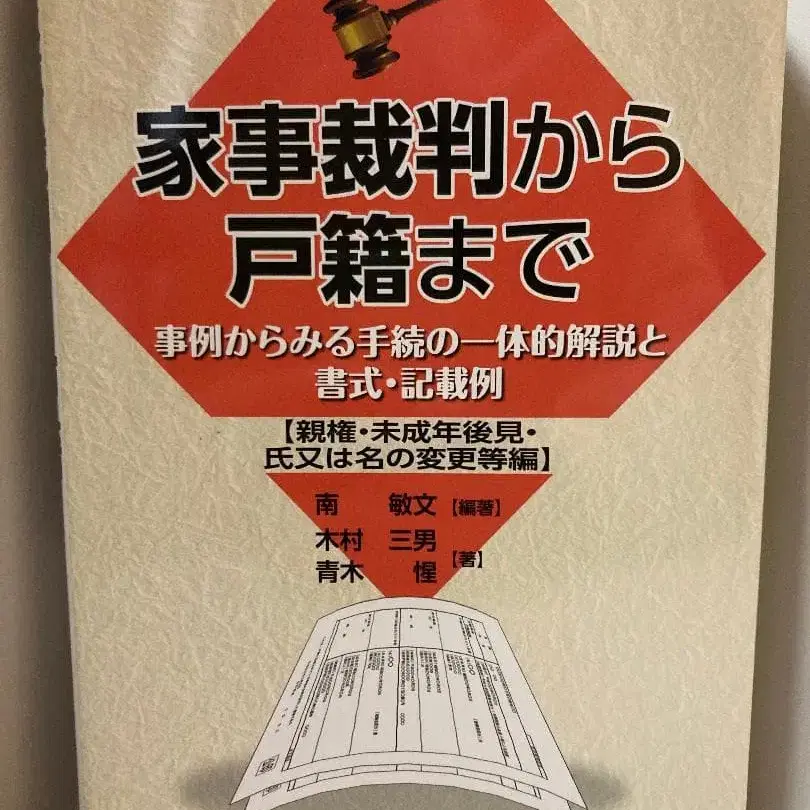 家事裁判から
戸籍まで
事例からみる手続の一体的解説と
書式・記載例
【親権・未成年後見・
氏又は名の変更等編】
南 敏文【編著】
木村 三男
青木 惺【著】